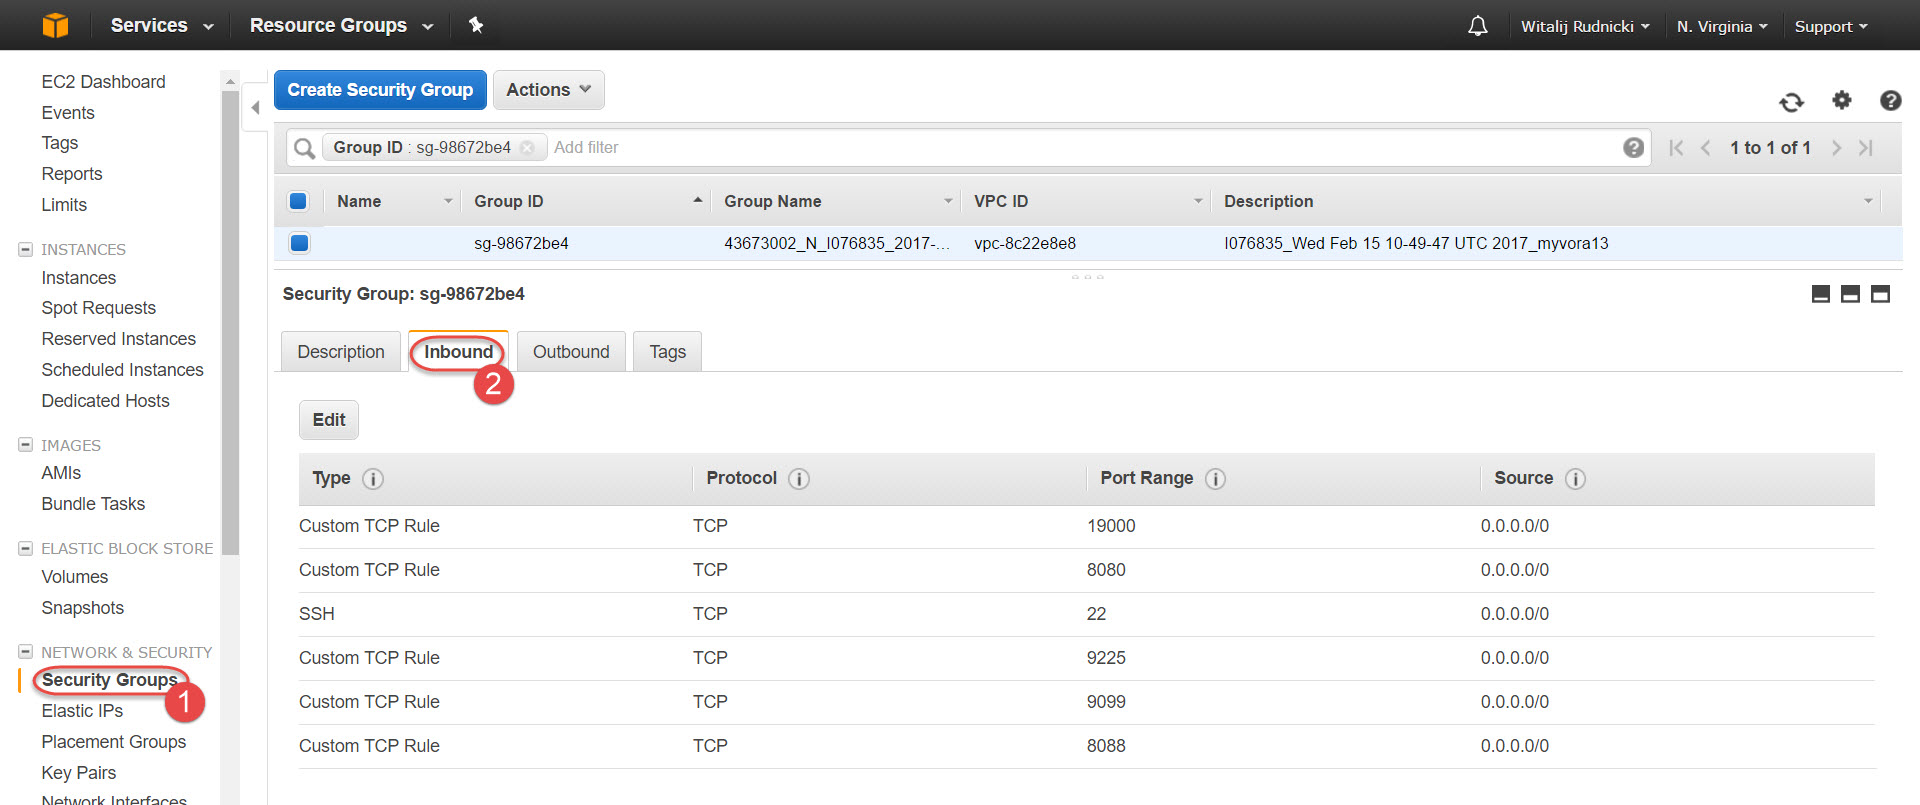 Services
Resource Groups
Witalij Rudnicki
N. Virginia
Support
EC2 Dashboard
Events
Tags
Reports
Limits
INSTANCES
Instances
Spot Requests
Reserved Instances
Scheduled Instances
Dedicated Hosts
IMAGES
AMIs
Bundle Tasks
ELASTIC BLOCK STORE
Volumes
Snapshots
NETWORK & SECURITY
Security Groups
1
Elastic IPs
Placement Groups
Key Pairs
Network Interfaces
Create Security Group
Actions
Group ID : sg-98672be4
Add filter
1 to 1 of 1
Name Group ID Group Name VPC ID Description
sg-98672be4 43673002_N_I076835_2017-... vpc-8c22e8e8 I076835_Wed Feb 15 10-49-47 UTC 2017_myvora13
Security Group: sg-98672be4
Description Inbound Outbound Tags
2
Edit
Type Protocol Port Range Source
Custom TCP Rule TCP 19000 0.0.0.0/0
Custom TCP Rule TCP 8080 0.0.0.0/0
SSH TCP 22 0.0.0.0/0
Custom TCP Rule TCP 9225 0.0.0.0/0
Custom TCP Rule TCP 9099 0.0.0.0/0
Custom TCP Rule TCP 8088 0.0.0.0/0